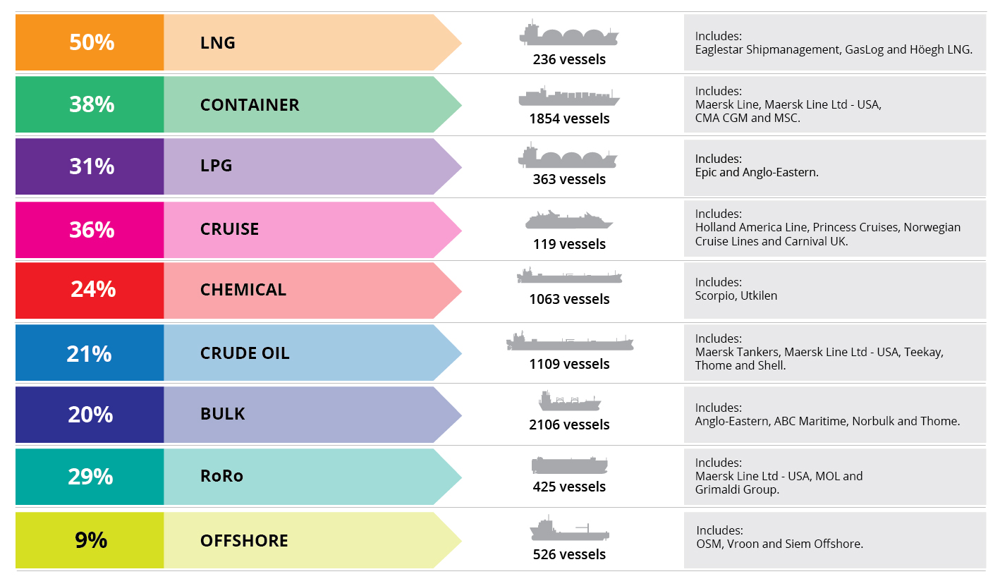 50%
LNG
236 vessels
Includes:
Eaglestar Shipmanagement, GasLog and Höegh LNG.
38%
CONTAINER
1854 vessels
Includes:
Maersk Line, Maersk Line Ltd - USA,
CMA CGM and MSC.
31%
LPG
363 vessels
Includes:
Epic and Anglo-Eastern.
36%
CRUISE
119 vessels
Includes:
Holland America Line, Princess Cruises, Norwegian
Cruise Lines and Carnival UK.
24%
CHEMICAL
1063 vessels
Includes:
Scorpio, Utkilen
21%
CRUDE OIL
1109 vessels
Includes:
Maersk Tankers, Maersk Line Ltd - USA, Teekay,
Thome and Shell.
20%
BULK
2106 vessels
Includes:
Anglo-Eastern, ABC Maritime, Norbulk and Thome.
29%
RoRo
425 vessels
Includes:
Maersk Line Ltd - USA, MOL and
Grimaldi Group.
9%
OFFSHORE
526 vessels
Includes:
OSM, Vroon and Siem Offshore.